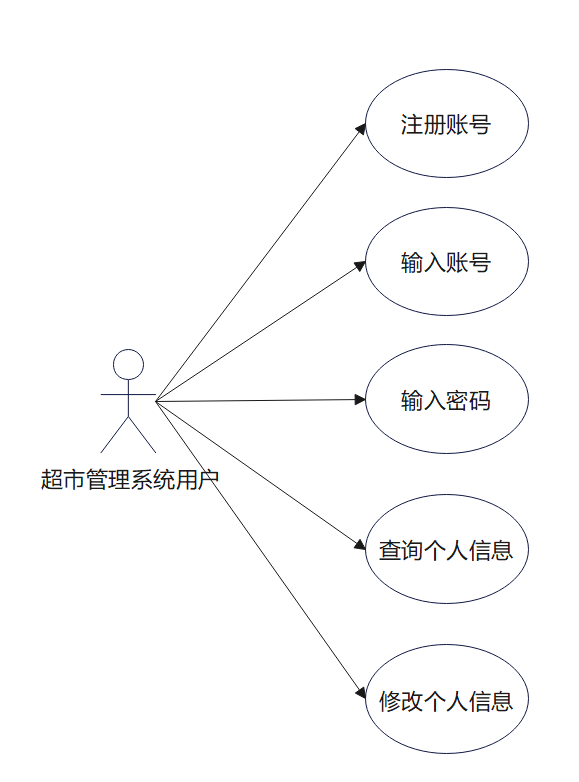 注册账号
输入账号
输入密码
超市管理系统用户
查询个人信息
修改个人信息